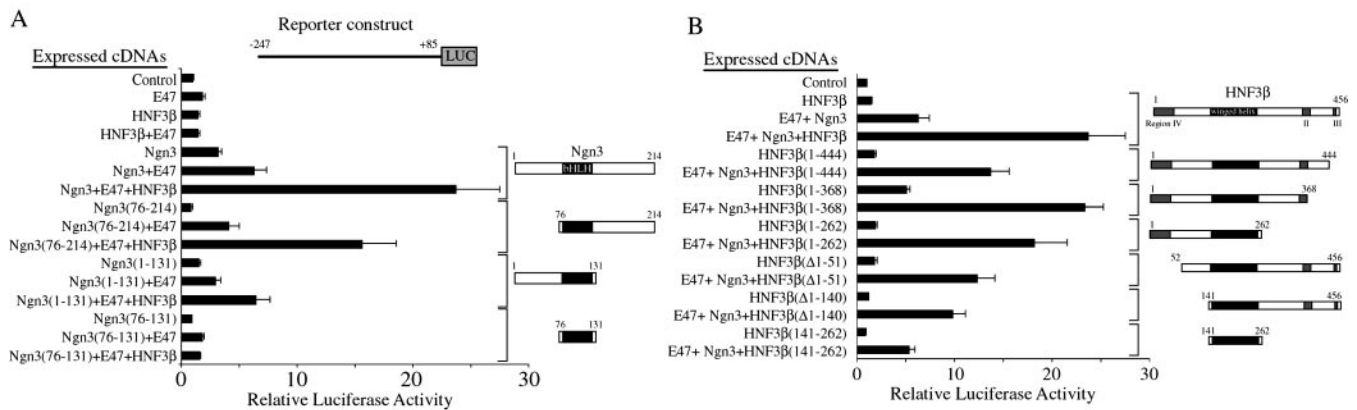 A
Reporter construct
-247
+85
LUC
Expressed cDNAs
Control
E47
HNF3β
HNF3β+E47
Ngn3
Ngn3+E47
Ngn3+E47+HNF3β
Ngn3(76-214)
Ngn3(76-214)+E47
Ngn3(76-214)+E47+HNF3β
Ngn3(1-131)
Ngn3(1-131)+E47
Ngn3(1-131)+E47+HNF3β
Ngn3(76-131)
Ngn3(76-131)+E47
Ngn3(76-131)+E47+HNF3β
0 10 20 30
Relative Luciferase Activity
Ngn3
1 214
bHLH
76 214
1 131
76 131
B
Expressed cDNAs
Control
HNF3β
E47+ Ngn3
E47+ Ngn3+HNF3β
HNF3β(1-444)
E47+ Ngn3+HNF3β(1-444)
HNF3β(1-368)
E47+ Ngn3+HNF3β(1-368)
HNF3β(1-262)
E47+ Ngn3+HNF3β(1-262)
HNF3β(Δ1-51)
E47+ Ngn3+HNF3β(Δ1-51)
HNF3β(Δ1-140)
E47+ Ngn3+HNF3β(Δ1-140)
HNF3β(141-262)
E47+ Ngn3+HNF3β(141-262)
0 10 20 30
Relative Luciferase Activity
HNF3β
1 456
winged helix
Region IV II III
1 444
1 368
1 262
52 456
141 456
141 262